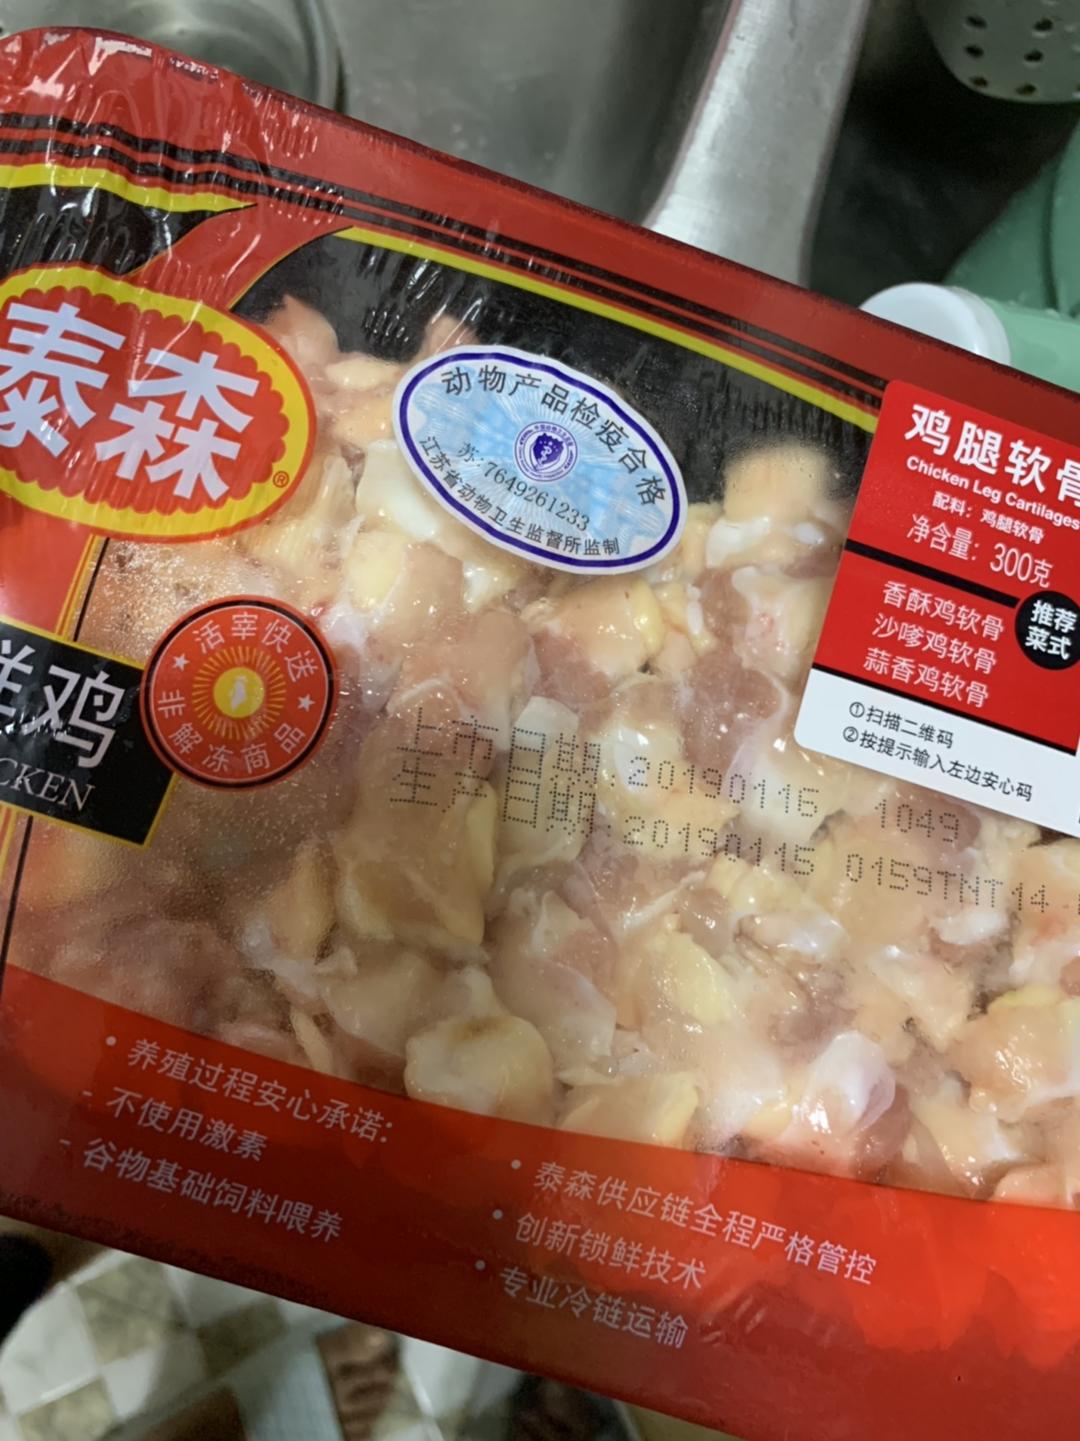 泰森®
动物产品检疫合格
苏:7649261233
江苏省动物卫生监督所监制
鸡腿软骨
Chicken Leg Cartilages
配料：鸡腿软骨
净含量：300克
香酥鸡软骨
沙嗲鸡软骨
蒜香鸡软骨
推荐
菜式
①扫描二维码
②按提示输入左边安心码
活宰快送
非解冻商品
鲜鸡
CKEN
上市日期:20190115 1049
生产日期:20190115 0159TNT14
• 养殖过程安心承诺:
- 不使用激素
- 谷物基础饲料喂养
• 泰森供应链全程严格管控
• 创新锁鲜技术
• 专业冷链运输